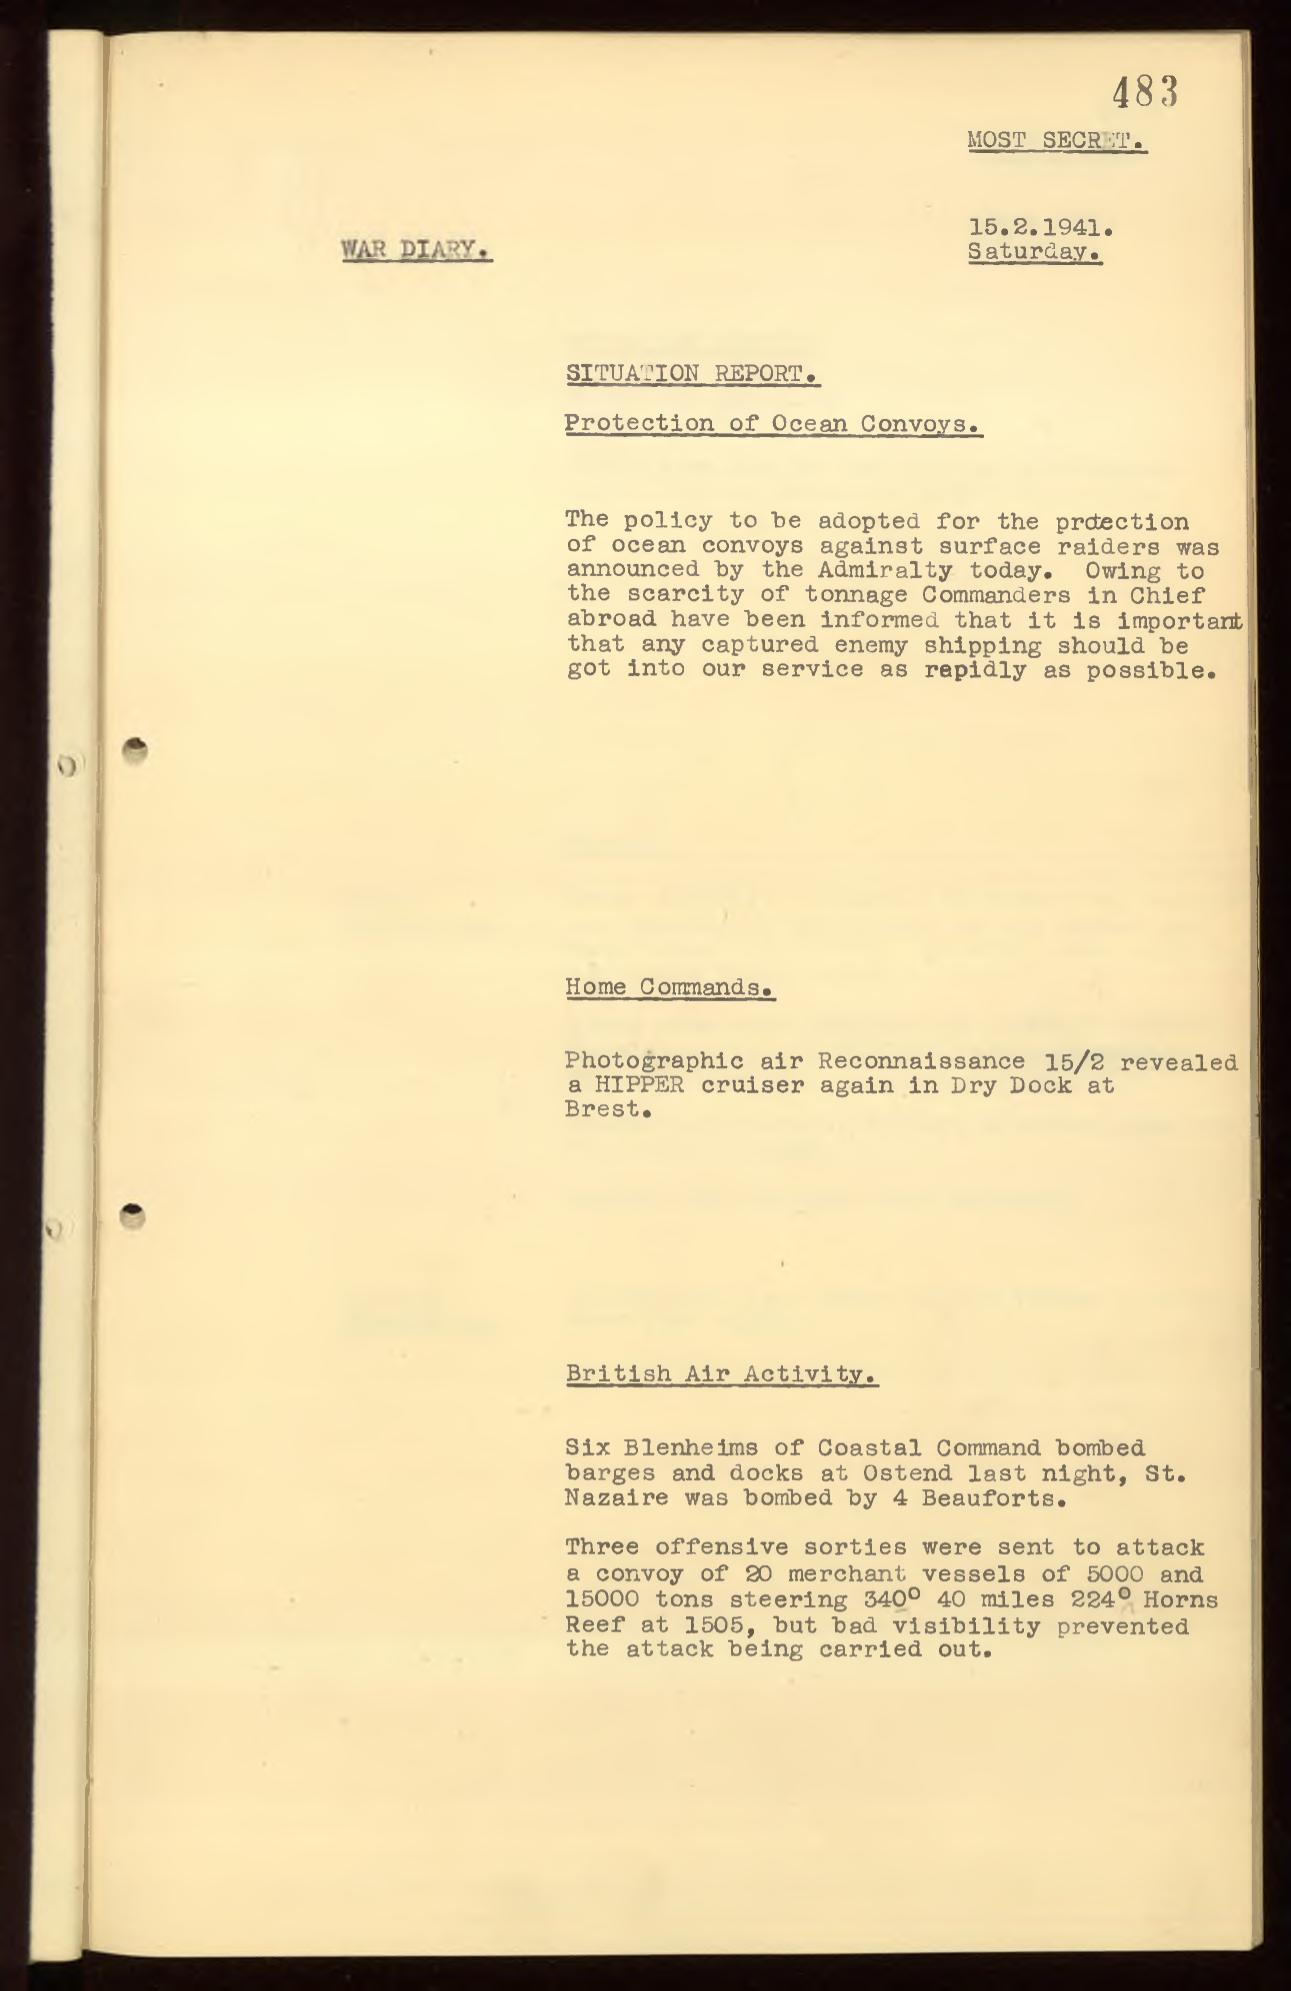 483
MOST SECRET.
15.2.1941.
WAR DIARY.
Saturday.
SITUATION REPORT.
Protection of Ocean Convoys.
The policy to be adopted for the protection
of ocean convoys against surface raiders was
announced by the Admiralty today. Owing to
the scarcity of tonnage Commanders in Chief
abroad have been informed that it is important
that any captured enemy shipping should be
got into our service as rapidly as possible.
Home Commands.
Photographic air Reconnaissance 15/2 revealed
a HIPPER cruiser again in Dry Dock at
Brest.
British Air Activity.
Six Blenheims of Coastal Command bombed
barges and docks at Ostend last night, St.
Nazaire was bombed by 4 Beauforts.
Three offensive sorties were sent to attack
a convoy of 20 merchant vessels of 5000 and
15000 tons steering 340° 40 miles 224° Horns
Reef at 1505, but bad visibility prevented
the attack being carried out.